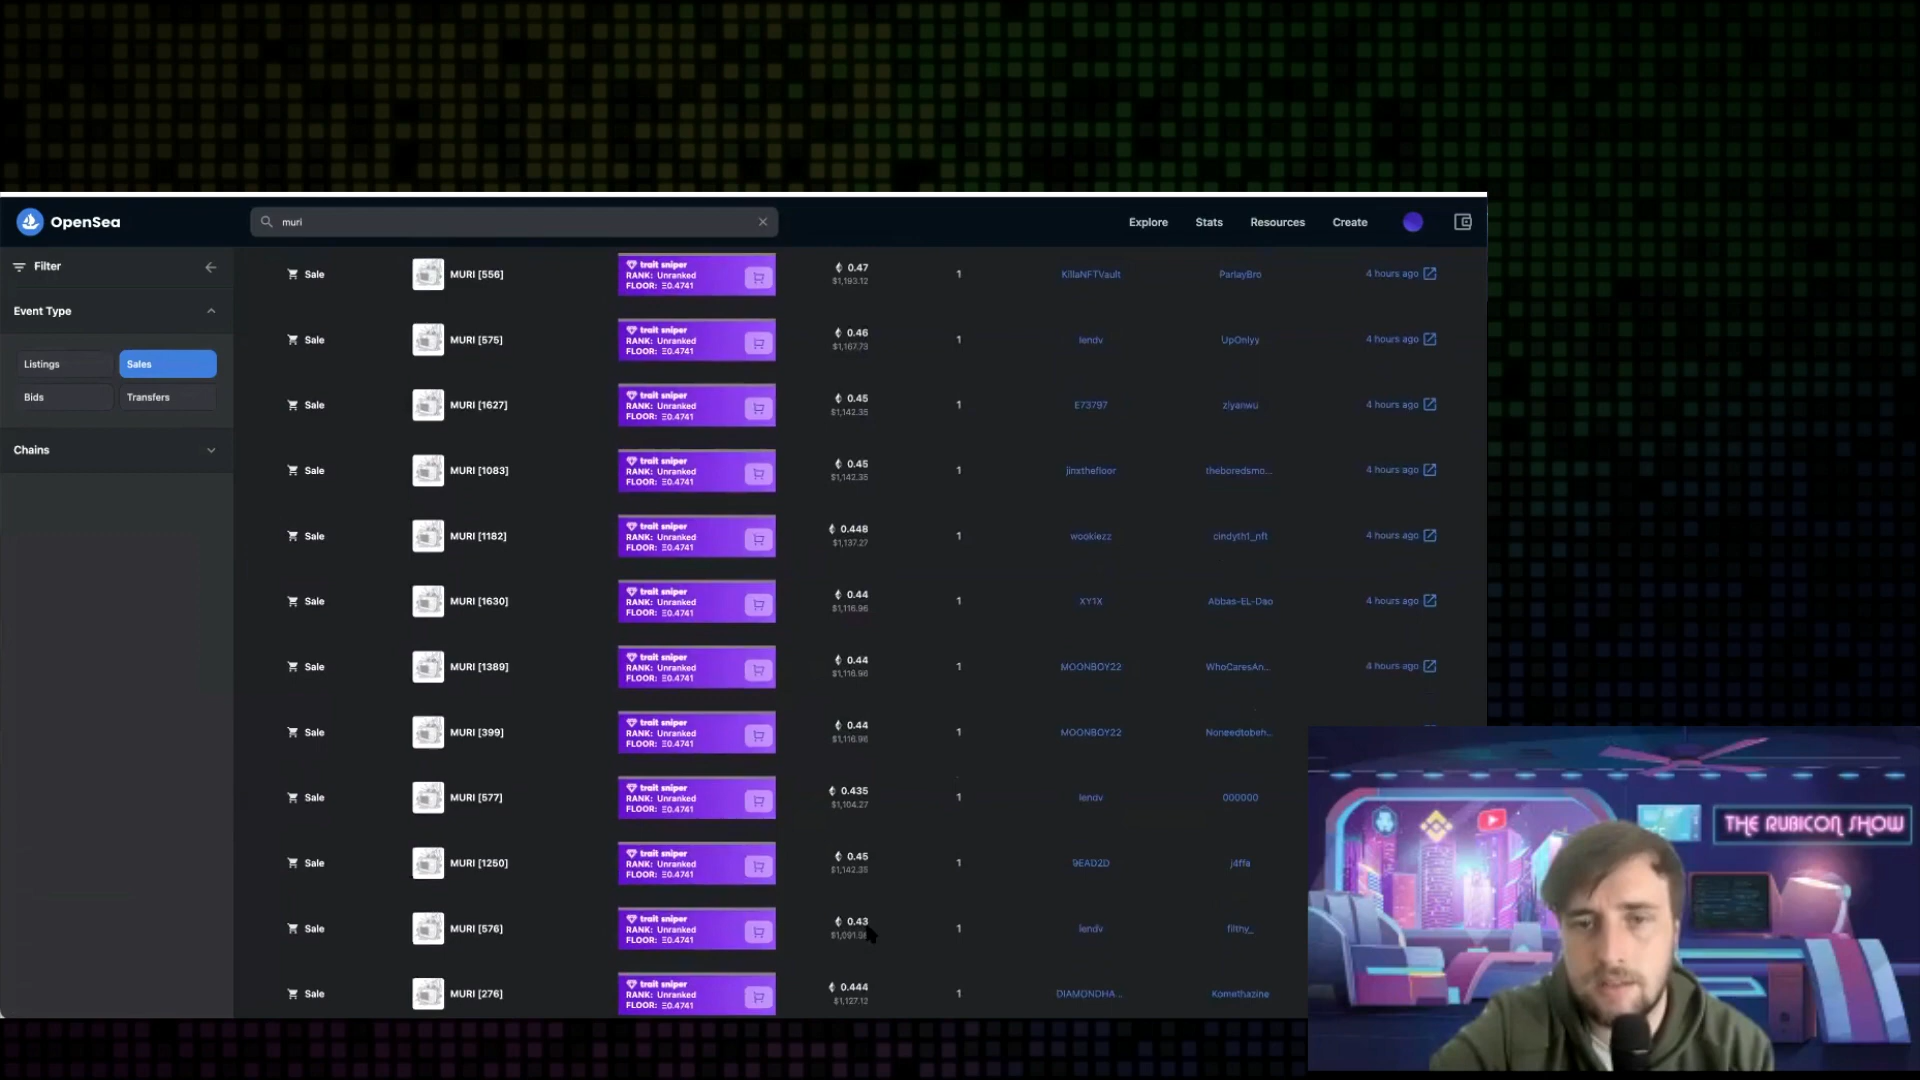 OpenSea
muri
Explore
Stats
Resources
Create
Filter
Event Type
Listings
Sales
Bids
Transfers
Chains
Sale MURI [556] trait sniper RANK: Unranked FLOOR: Ξ0.4741 0.47 $1,193.12 1 KillaNFTVault ParlayBro 4 hours ago
Sale MURI [575] trait sniper RANK: Unranked FLOOR: Ξ0.4741 0.46 $1,167.73 1 lendv UpOnlyy 4 hours ago
Sale MURI [1627] trait sniper RANK: Unranked FLOOR: Ξ0.4741 0.45 $1,142.35 1 E73797 ziyanwu 4 hours ago
Sale MURI [1083] trait sniper RANK: Unranked FLOOR: Ξ0.4741 0.45 $1,142.35 1 jinxthefloor theboredsmo... 4 hours ago
Sale MURI [1182] trait sniper RANK: Unranked FLOOR: Ξ0.4741 0.448 $1,137.27 1 wookiezz cindyth1_nft 4 hours ago
Sale MURI [1630] trait sniper RANK: Unranked FLOOR: Ξ0.4741 0.44 $1,116.96 1 XY1X Abbas-EL-Dao 4 hours ago
Sale MURI [1389] trait sniper RANK: Unranked FLOOR: Ξ0.4741 0.44 $1,116.96 1 MOONBOY22 WhoCaresAn... 4 hours ago
Sale MURI [399] trait sniper RANK: Unranked FLOOR: Ξ0.4741 0.44 $1,116.96 1 MOONBOY22 Noneedtobeh...
Sale MURI [577] trait sniper RANK: Unranked FLOOR: Ξ0.4741 0.435 $1,104.27 1 lendv 000000
Sale MURI [1250] trait sniper RANK: Unranked FLOOR: Ξ0.4741 0.45 $1,142.35 1 9EAD2D j4ffa
Sale MURI [576] trait sniper RANK: Unranked FLOOR: Ξ0.4741 0.43 1 lendv filthy_
Sale MURI [276] trait sniper RANK: Unranked FLOOR: Ξ0.4741 0.444 $1,127.12 1 DIAMONDHA... Komethazine
THE RUBICON SHOW